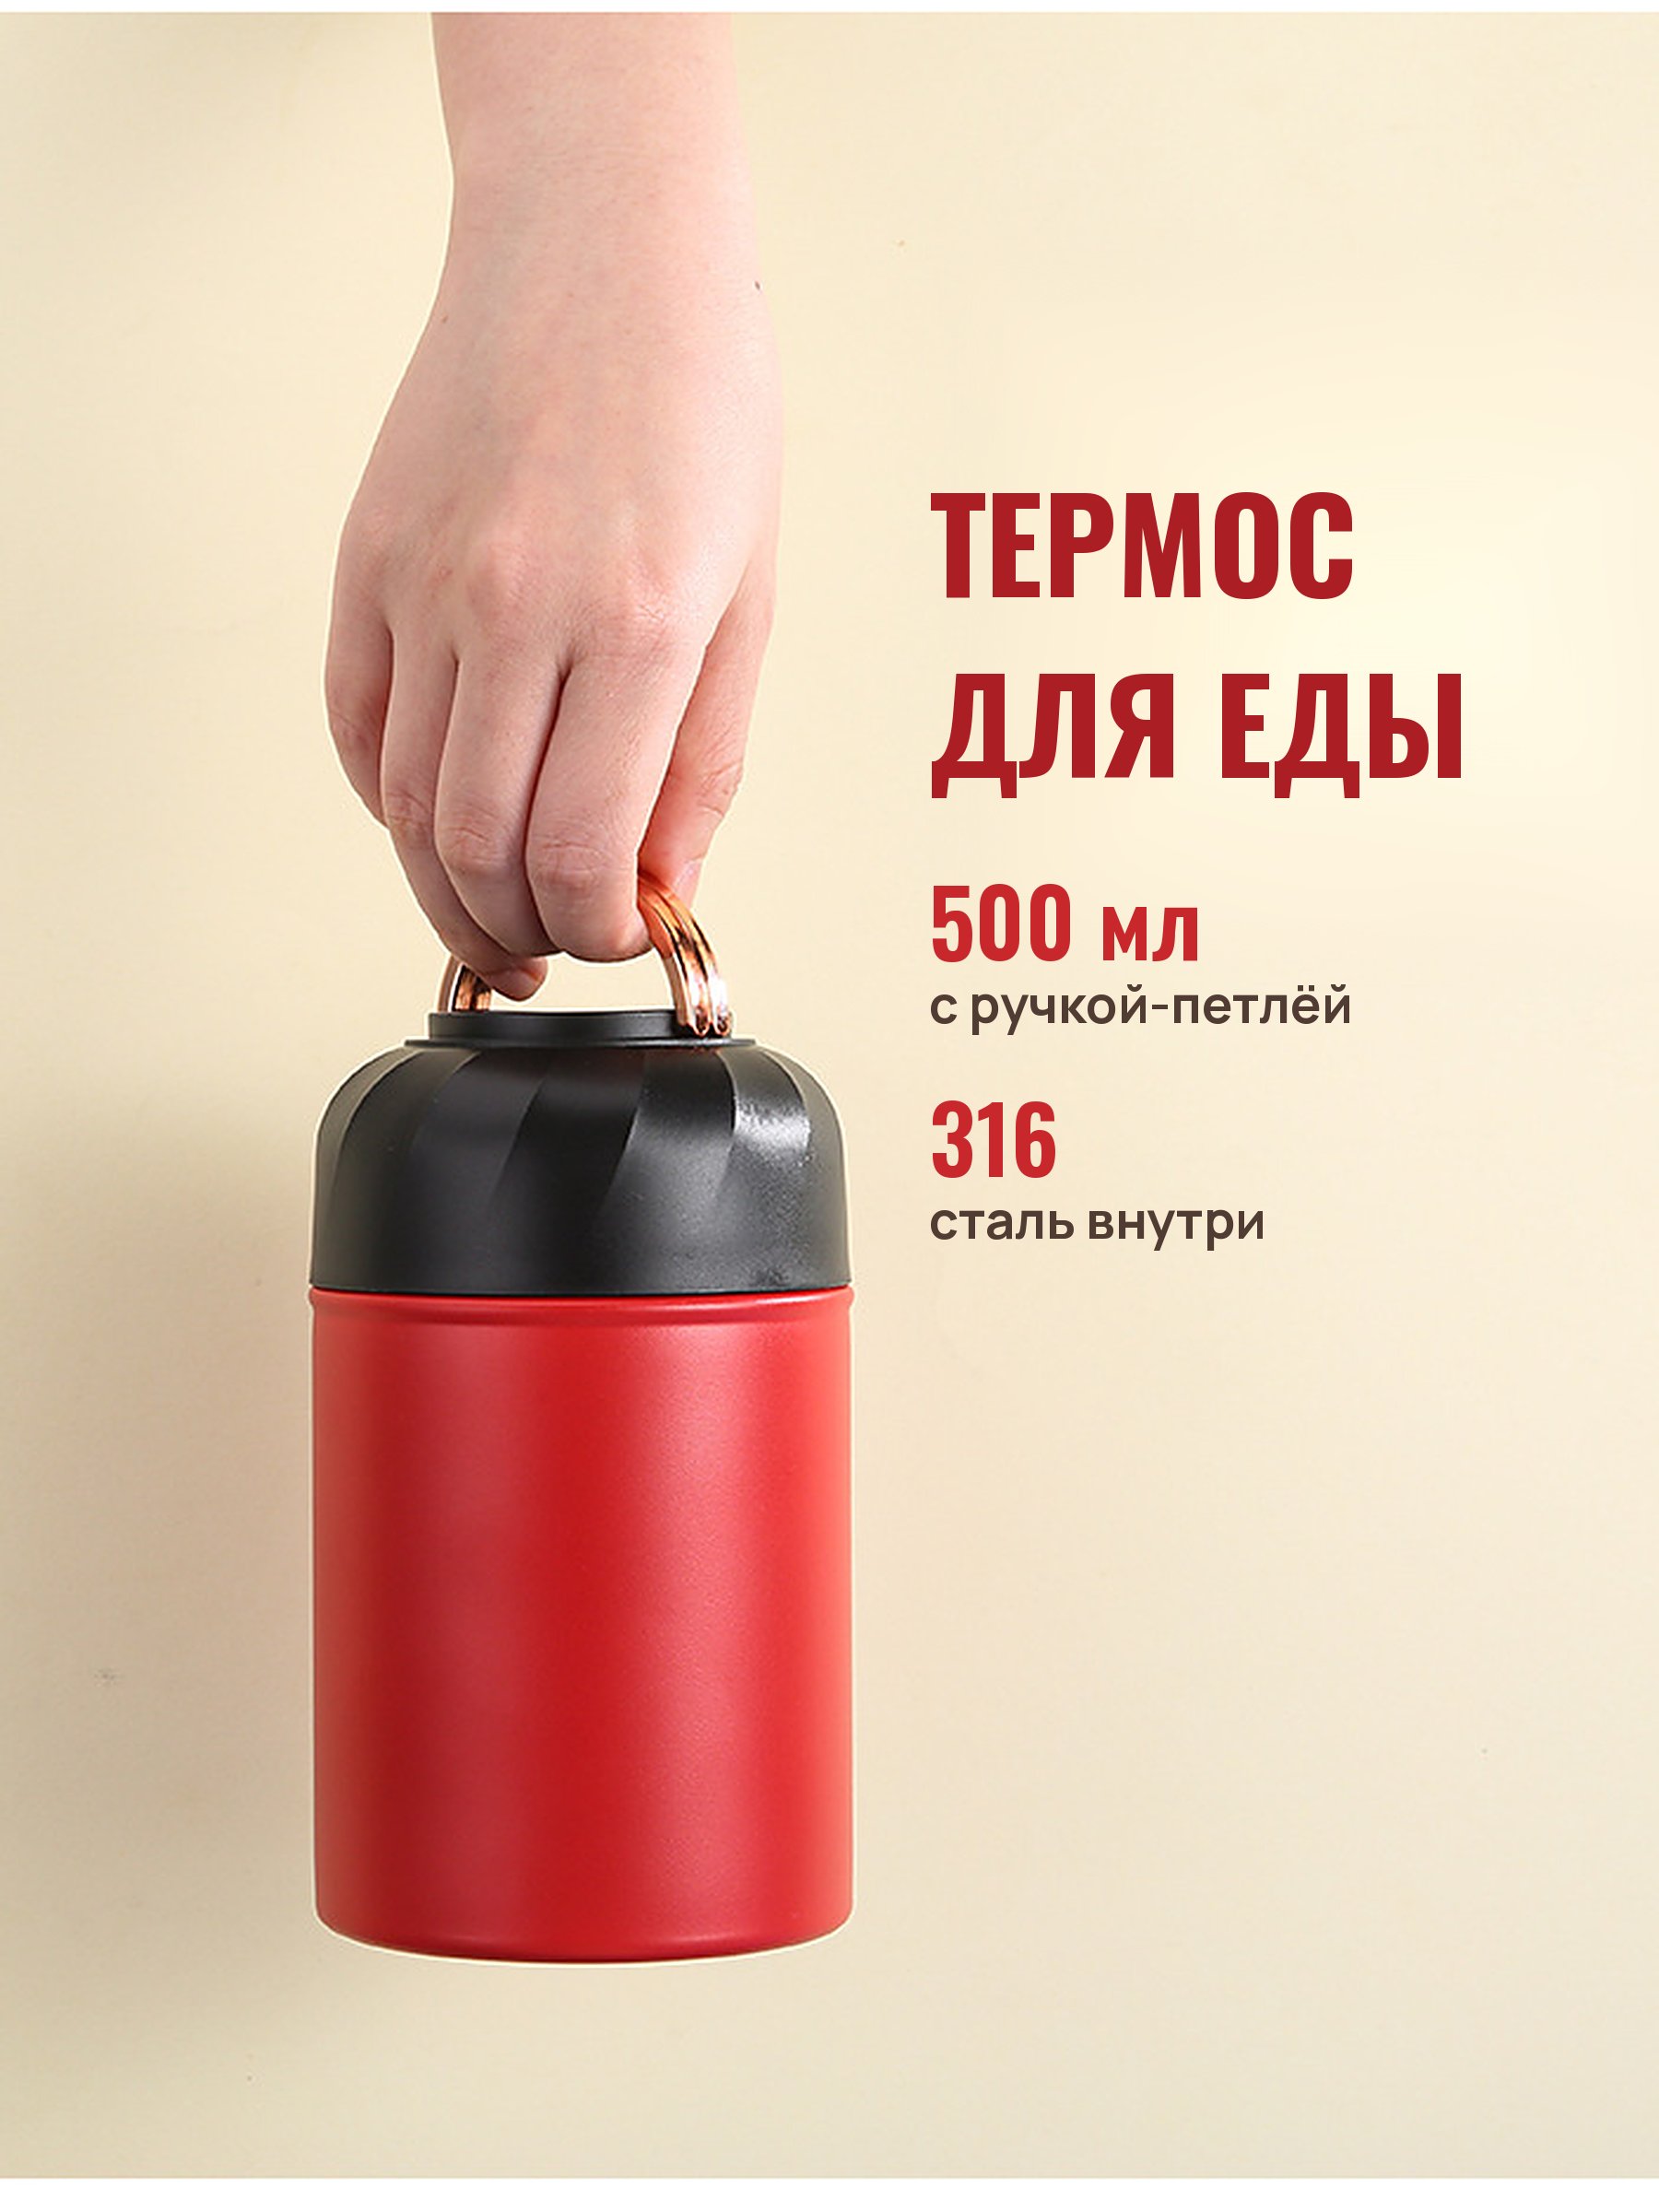 ТЕРМОС
ДЛЯ ЕДЫ
500 мл
с ручкой-петлёй
316
сталь внутри